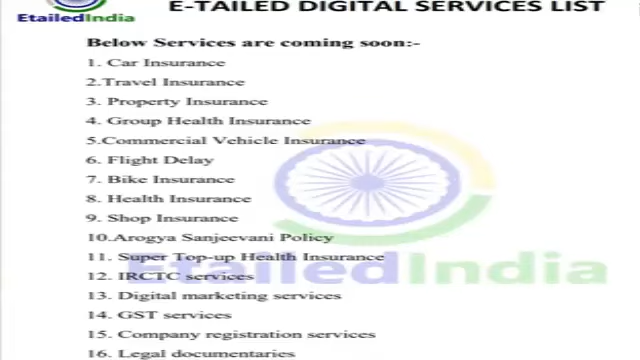 E-TAILED DIGITAL SERVICES LIST
EtailedIndia
Below Services are coming soon:-
1. Car Insurance
2.Travel Insurance
3. Property Insurance
4. Group Health Insurance
5.Commercial Vehicle Insurance
6. Flight Delay
7. Bike Insurance
8. Health Insurance
9. Shop Insurance
10.Arogya Sanjeevani Policy
11. Super Top-up Health Insurance
EtailedIndia
12. IRCTC services
13. Digital marketing services
14. GST services
15. Company registration services
16. Legal documentaries